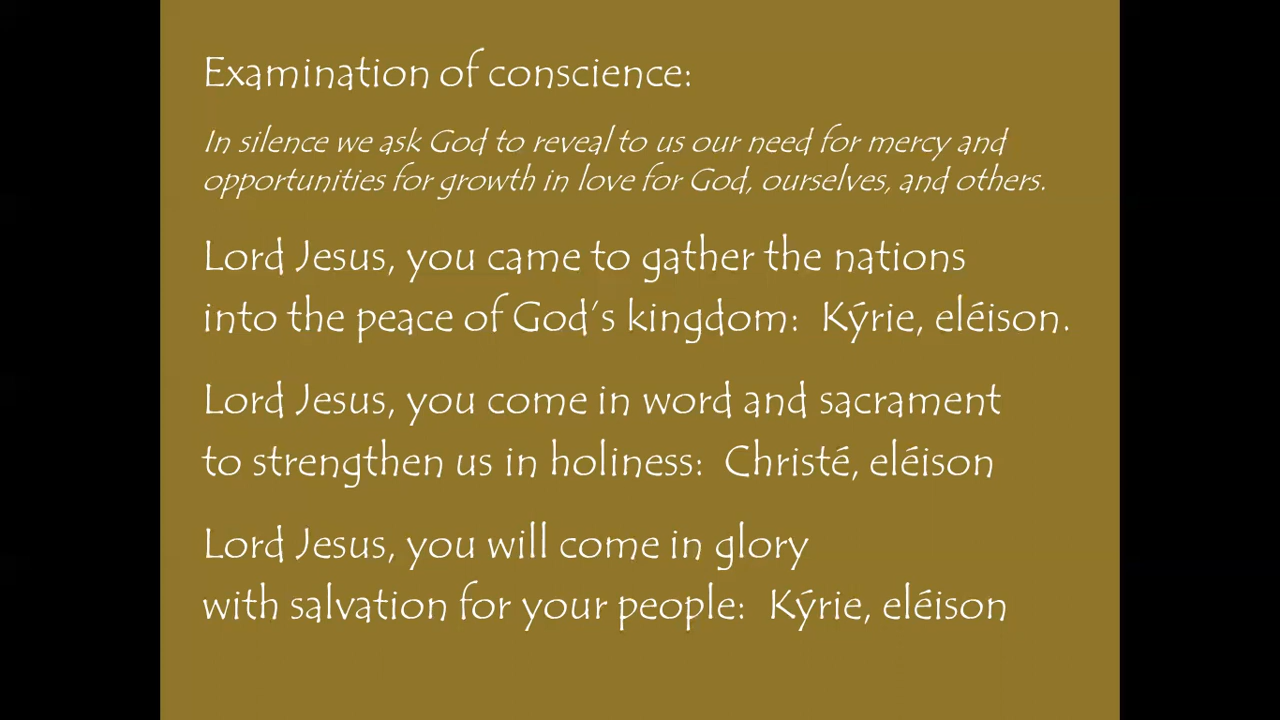 Examination of conscience:
In silence we ask God to reveal to us our need for mercy and
opportunities for growth in love for God, ourselves, and others.
Lord Jesus, you came to gather the nations
into the peace of God's kingdom:  Kýrie, eléison.
Lord Jesus, you come in word and sacrament
to strengthen us in holiness:  Christé, eléison
Lord Jesus, you will come in glory
with salvation for your people:  Kýrie, eléison